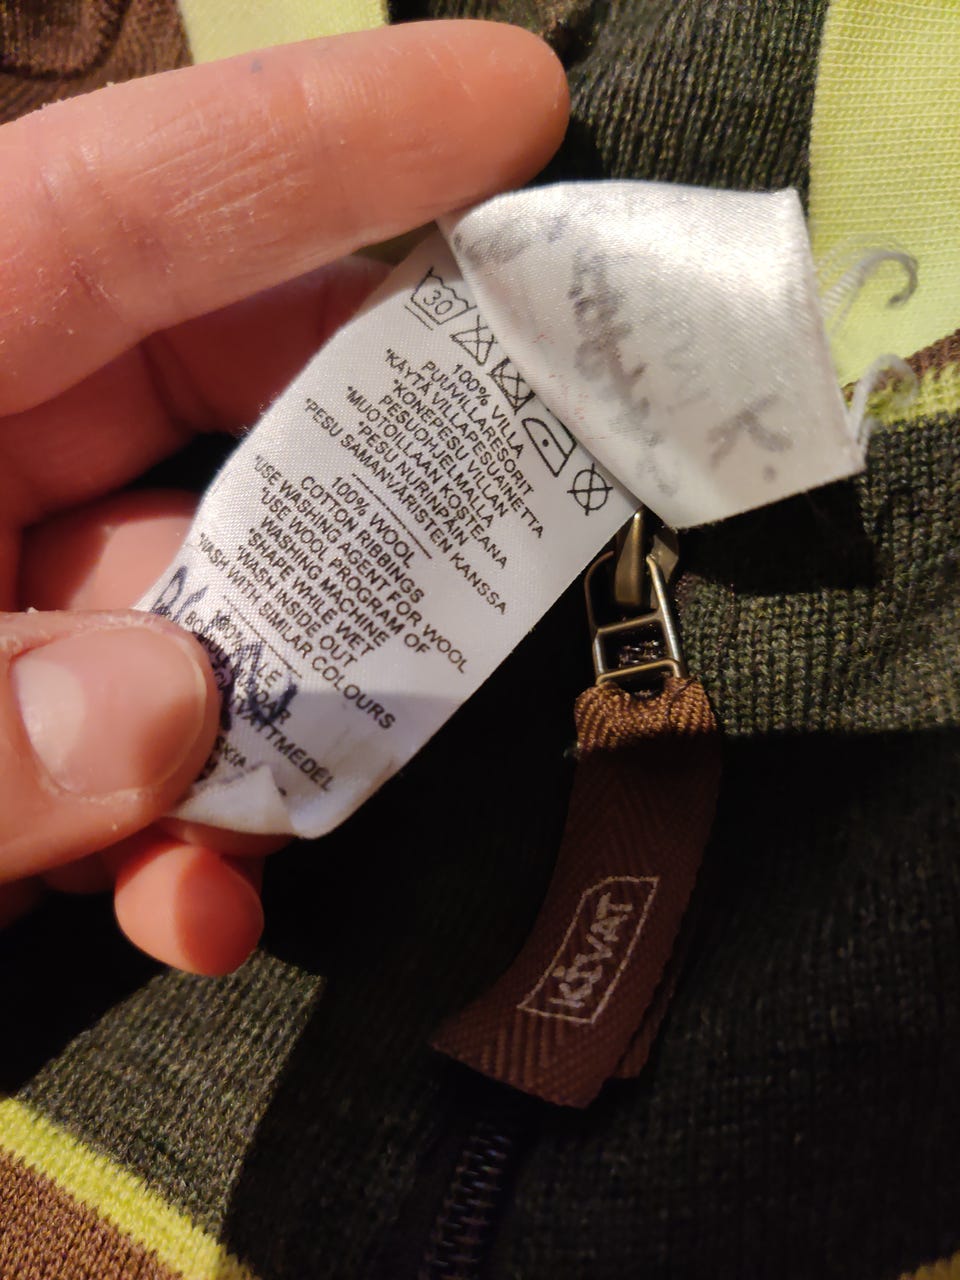 30
100% VILLA
PUUVILLARESORIT
*KÄYTÄ VILLAPESUAINETTA
*KONEPESU VILLAN
PESUOHJELMALLA
*MUOTOILLAAN KOSTEANA
*PESU NURINPÄIN
*PESU SAMANVÄRISTEN KANSSA
100% WOOL
COTTON RIBBINGS
*USE WASHING AGENT FOR WOOL
*USE WOOL PROGRAM OF
WASHING MACHINE
*SHAPE WHILE WET
*WASH INSIDE OUT
*WASH WITH SIMILAR COLOURS
KIVAT